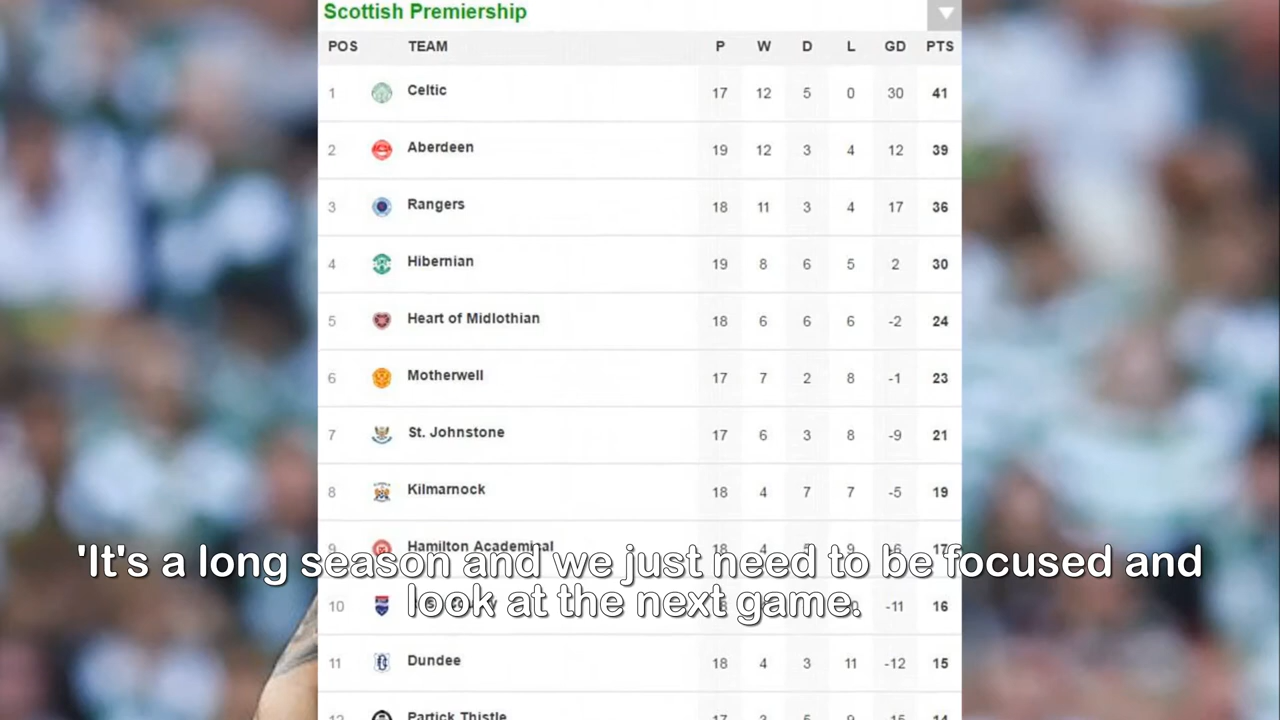 Scottish Premiership
POS TEAM P W D L GD PTS
1 Celtic 17 12 5 0 30 41
2 Aberdeen 19 12 3 4 12 39
3 Rangers 18 11 3 4 17 36
4 Hibernian 19 8 6 5 2 30
5 Heart of Midlothian 18 6 6 6 -2 24
6 Motherwell 17 7 2 8 -1 23
7 St. Johnstone 17 6 3 8 -9 21
8 Kilmarnock 18 4 7 7 -5 19
9 Hamilton Academical 18 4 17
'It's a long season and we just need to be focused and
look at the next game.
10 -11 16
11 Dundee 18 4 3 11 -12 15
Partick Thistle